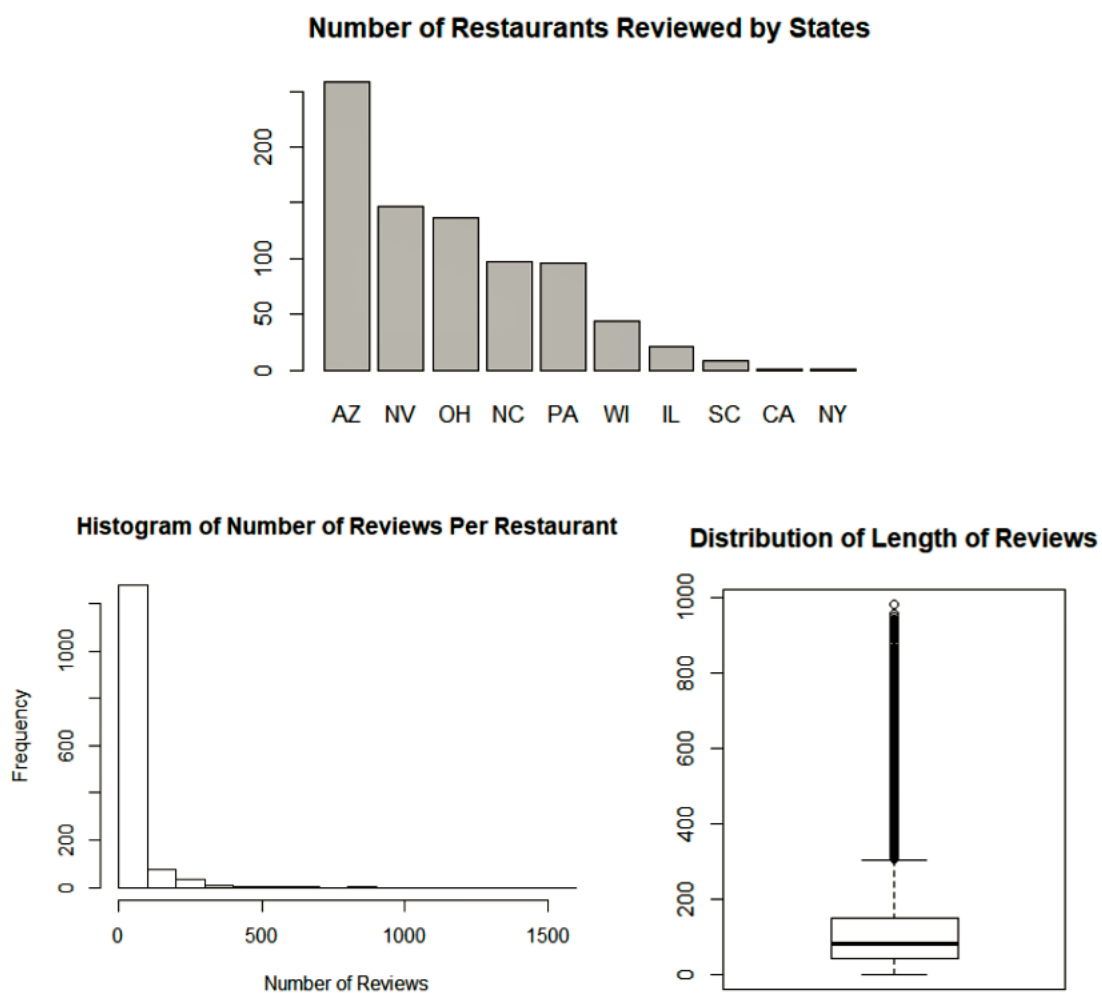 Number of Restaurants Reviewed by States
200
100
50
0
AZ NV OH NC PA WI IL SC CA NY
Histogram of Number of Reviews Per Restaurant
Frequency
1000
600
200
0
0 500 1000 1500
Number of Reviews
Distribution of Length of Reviews
1000
800
600
400
200
0